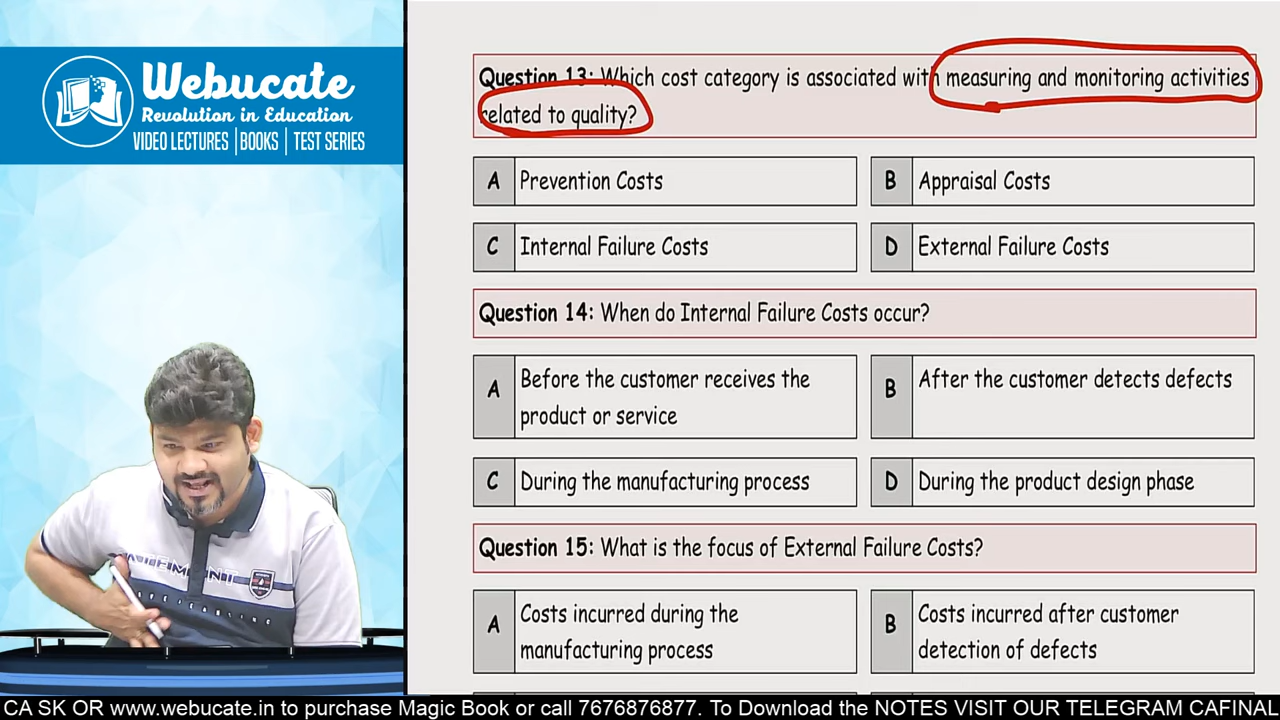 Webucate
Revolution in Education
VIDEO LECTURES | BOOKS | TEST SERIES
Question 13: Which cost category is associated with measuring and monitoring activities
related to quality?
A Prevention Costs
B Appraisal Costs
C Internal Failure Costs
D External Failure Costs
Question 14: When do Internal Failure Costs occur?
A Before the customer receives the
product or service
B After the customer detects defects
C During the manufacturing process
D During the product design phase
Question 15: What is the focus of External Failure Costs?
A Costs incurred during the
manufacturing process
B Costs incurred after customer
detection of defects
CA SK OR www.webucate.in to purchase Magic Book or call 7676876877. To Download the NOTES VISIT OUR TELEGRAM CAFINAL